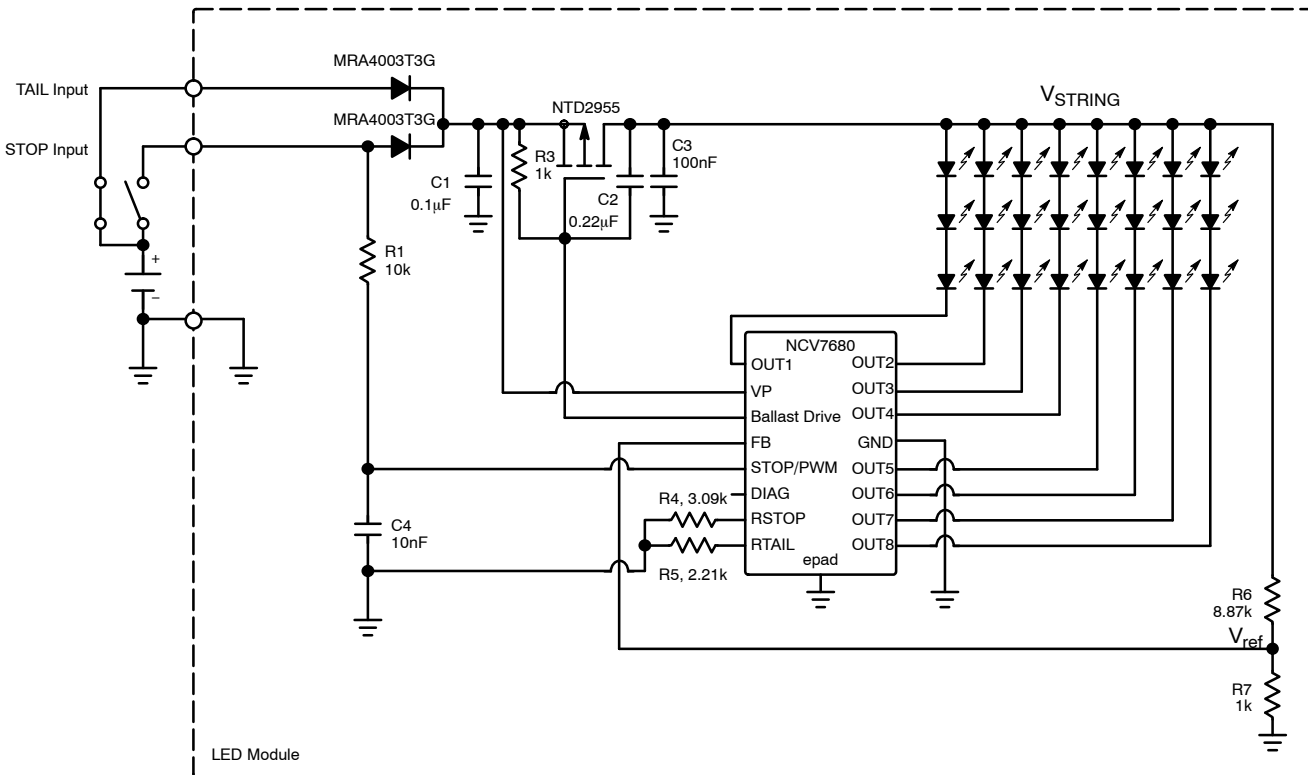 MRA4003T3G
TAIL Input
NTD2955
V_STRING
MRA4003T3G
STOP Input
R3
1k
C3
100nF
C1
0.1μF
C2
0.22μF
R1
10k
+
−
NCV7680
OUT1
OUT2
VP
OUT3
Ballast Drive
OUT4
FB
GND
STOP/PWM
OUT5
DIAG
OUT6
R4, 3.09k
RSTOP
OUT7
RTAIL
OUT8
C4
10nF
epad
R5, 2.21k
R6
8.87k
V_ref
R7
1k
LED Module